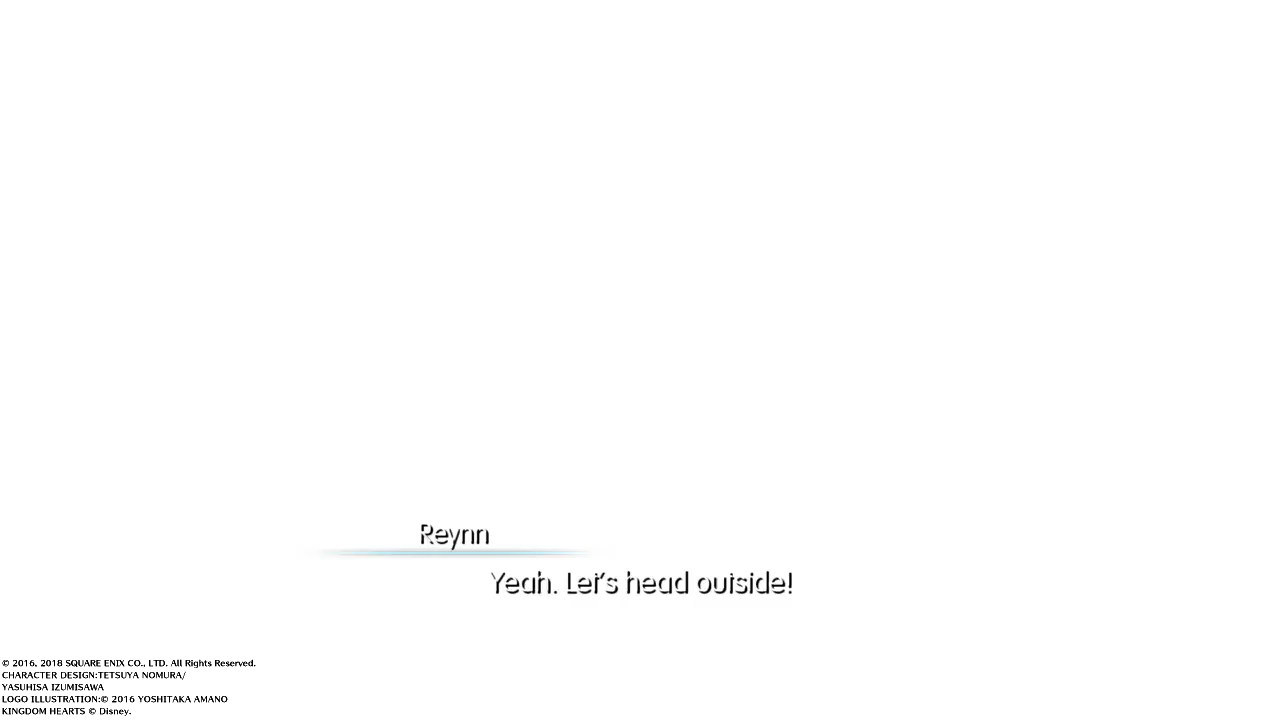 Reynn
Yeah. Let's head outside!
© 2016, 2018 SQUARE ENIX CO., LTD. All Rights Reserved.
CHARACTER DESIGN:TETSUYA NOMURA/
YASUHISA IZUMISAWA
LOGO ILLUSTRATION:© 2016 YOSHITAKA AMANO
KINGDOM HEARTS © Disney.